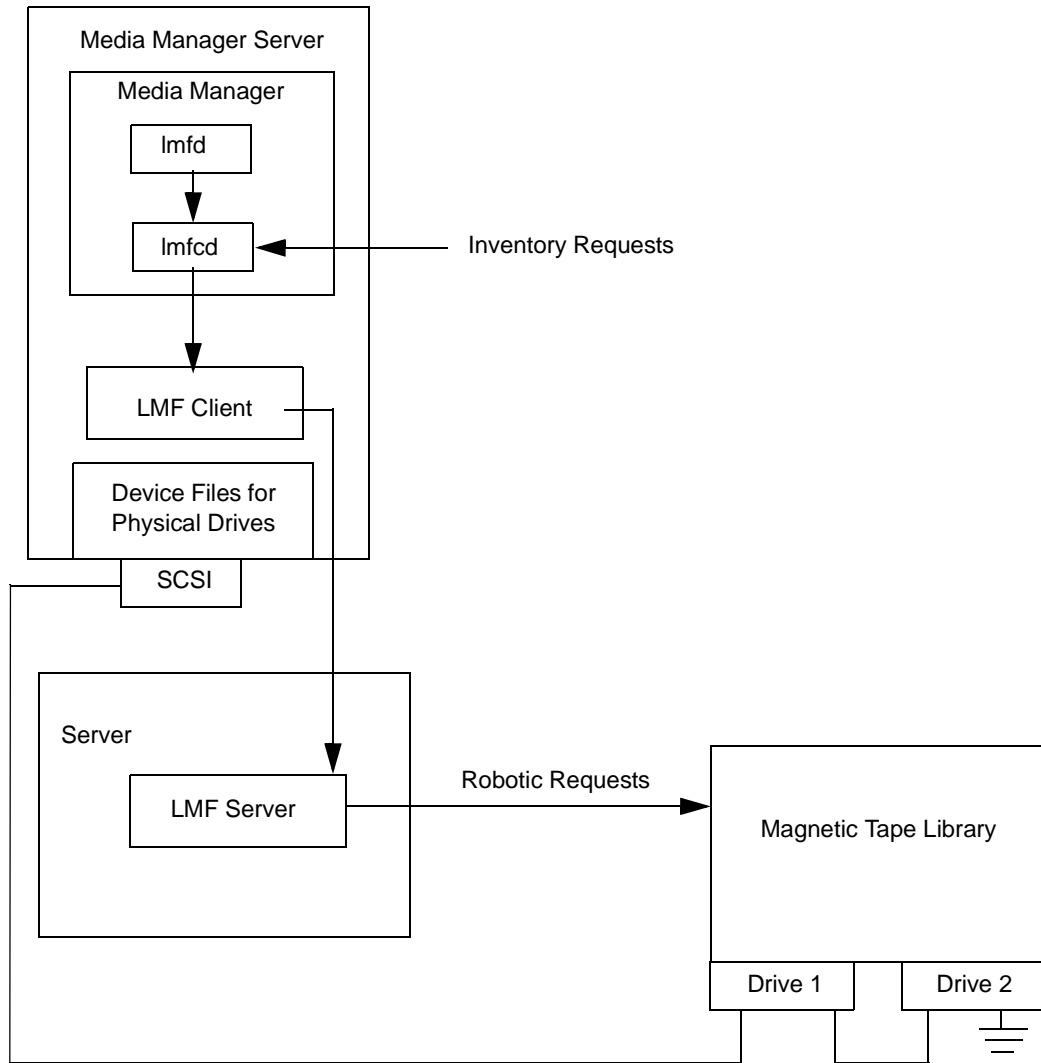 Media Manager Server
Media Manager
lmfd
lmfcd
Inventory Requests
LMF Client
Device Files for
Physical Drives
SCSI
Server
Robotic Requests
LMF Server
Magnetic Tape Library
Drive 1
Drive 2